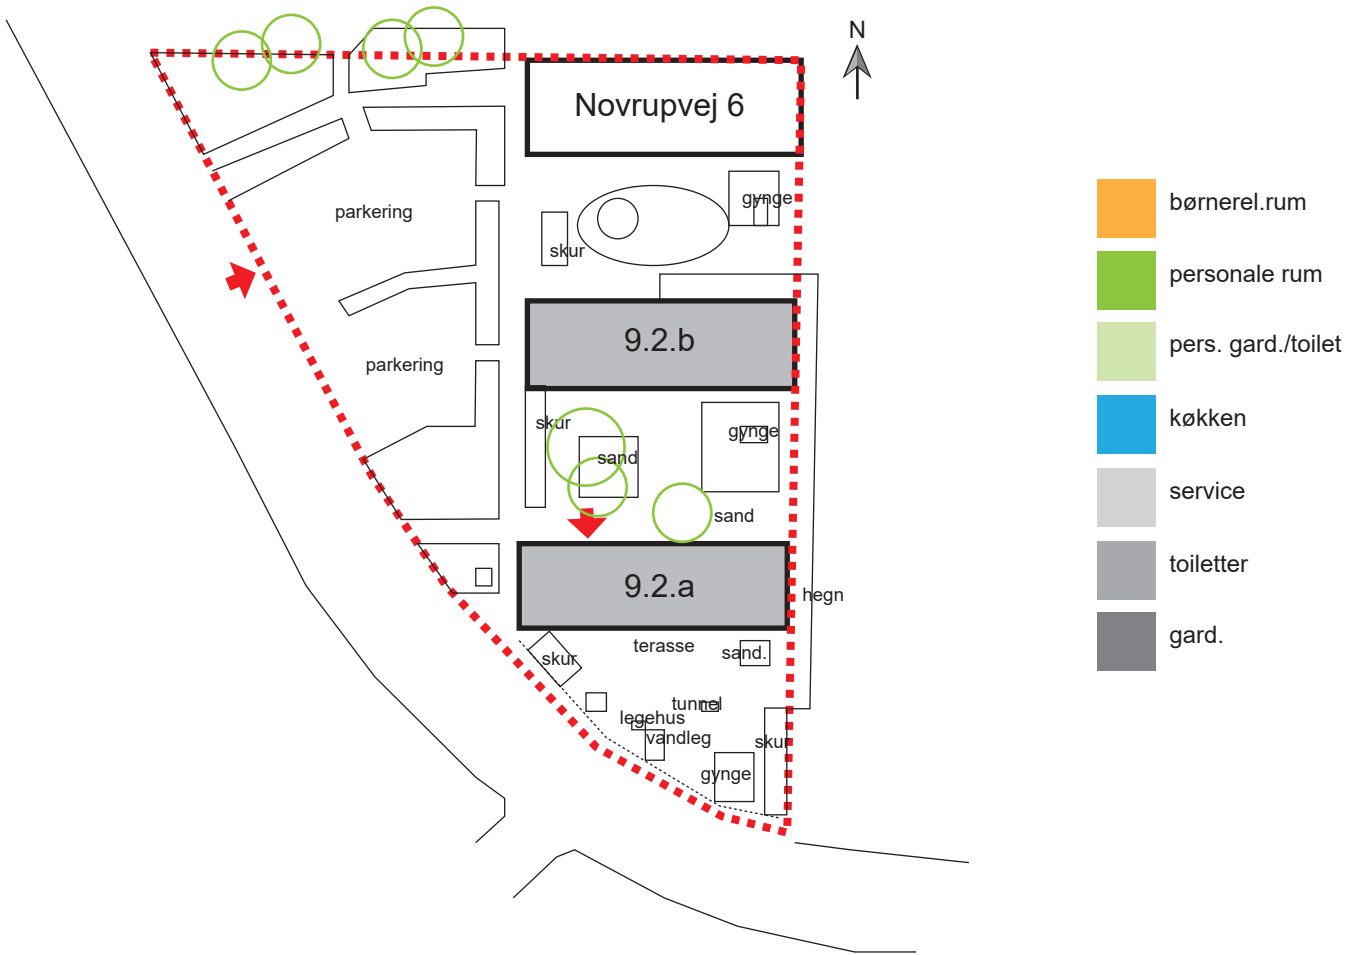 N
Novrupvej 6
gynge
parkering
skur
9.2.b
parkering
skur
gynge
sand
sand
9.2.a
hegn
terasse
sand.
skur
tunnel
legehus
vandleg
skur
gynge
børnerel.rum
personale rum
pers. gard./toilet
køkken
service
toiletter
gard.